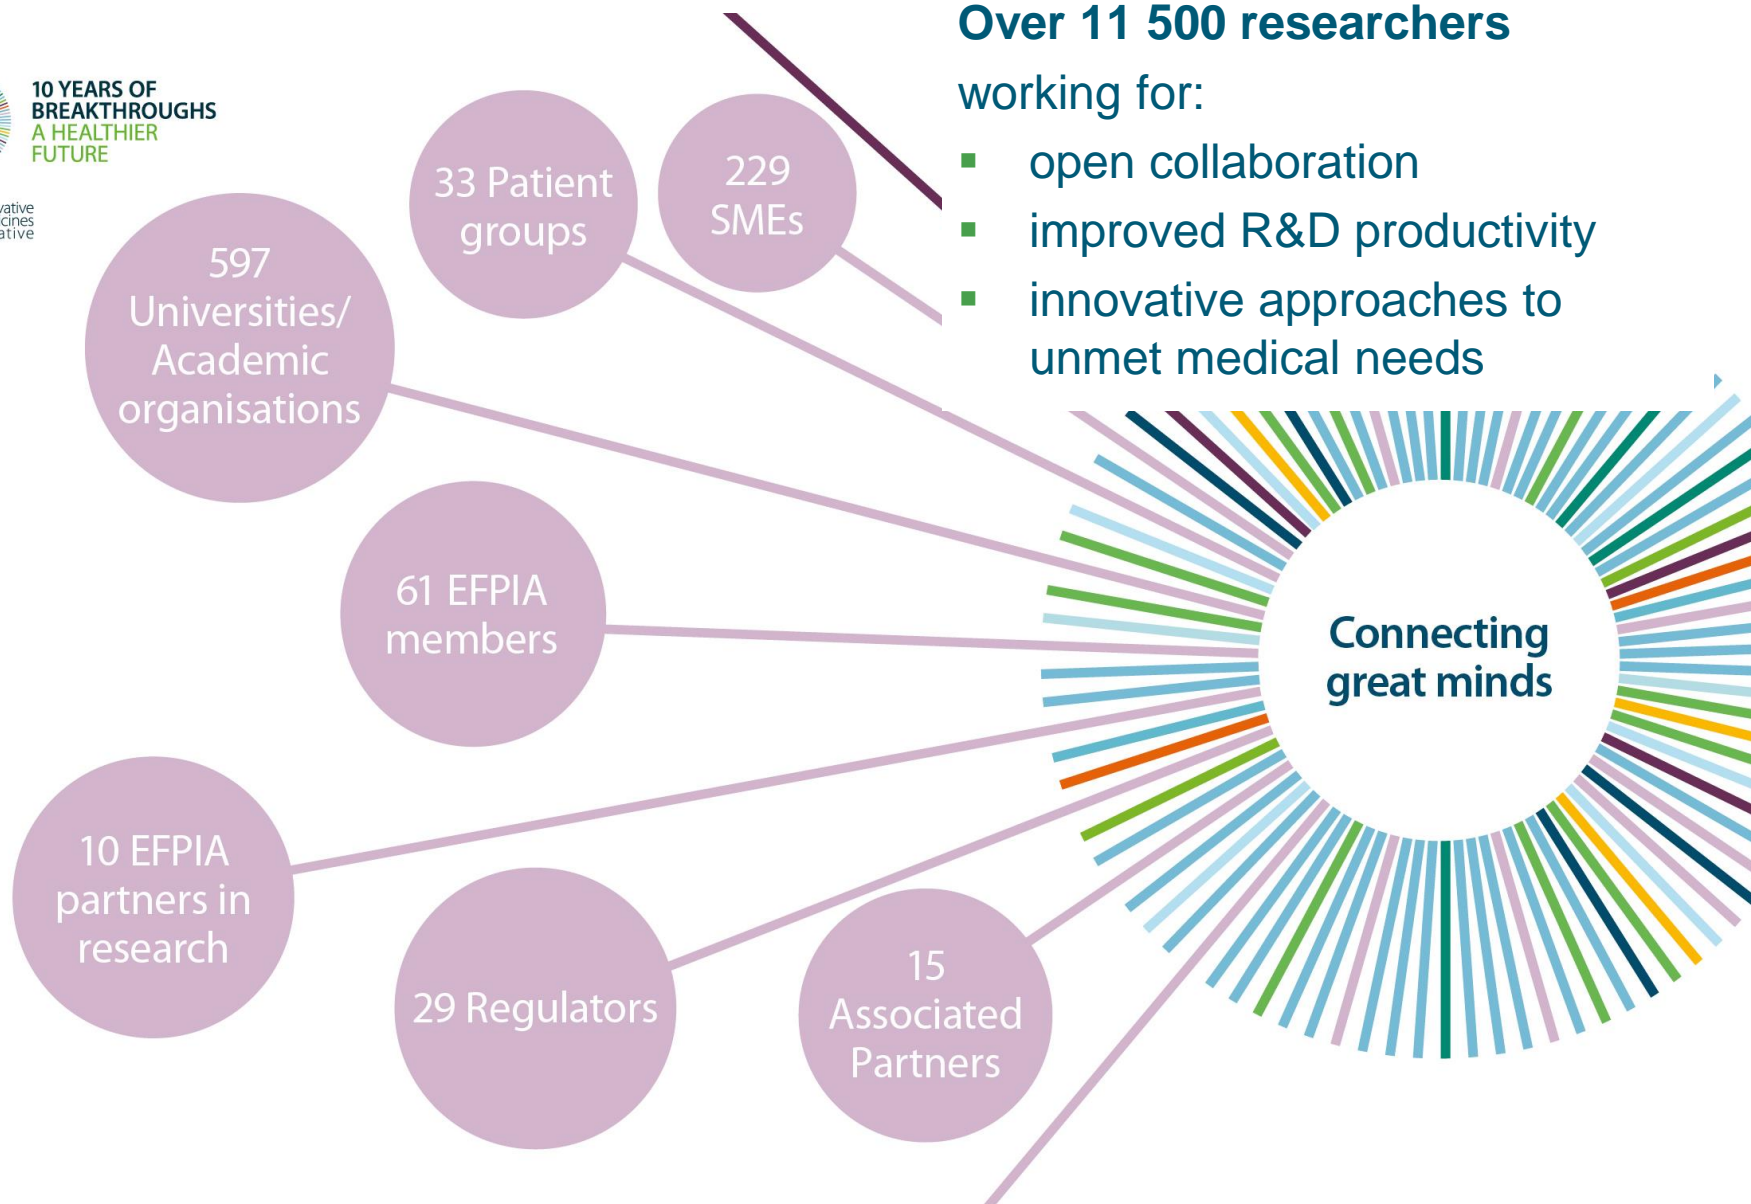 Over 11 500 researchers
working for:
▪ open collaboration
▪ improved R&D productivity
▪ innovative approaches to
unmet medical needs
10 YEARS OF
BREAKTHROUGHS
A HEALTHIER
FUTURE
33 Patient
groups
229
SMEs
597
Universities/
Academic
organisations
61 EFPIA
members
Connecting
great minds
10 EFPIA
partners in
research
29 Regulators
15
Associated
Partners